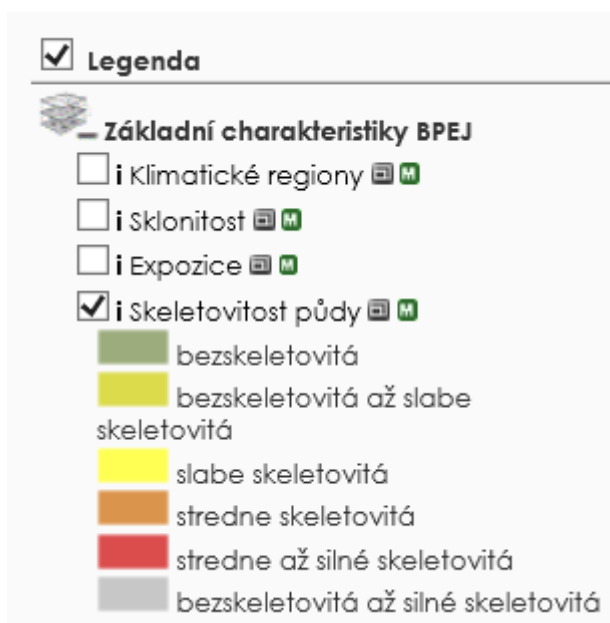 Legenda
Základní charakteristiky BPEJ
i Klimatické regiony M
i Sklonitost M
i Expozice M
i Skeletovitost půdy M
bezskeletovitá
bezskeletovitá až slabe
skeletovitá
slabe skeletovitá
stredne skeletovitá
stredne až silné skeletovitá
bezskeletovitá až silné skeletovitá